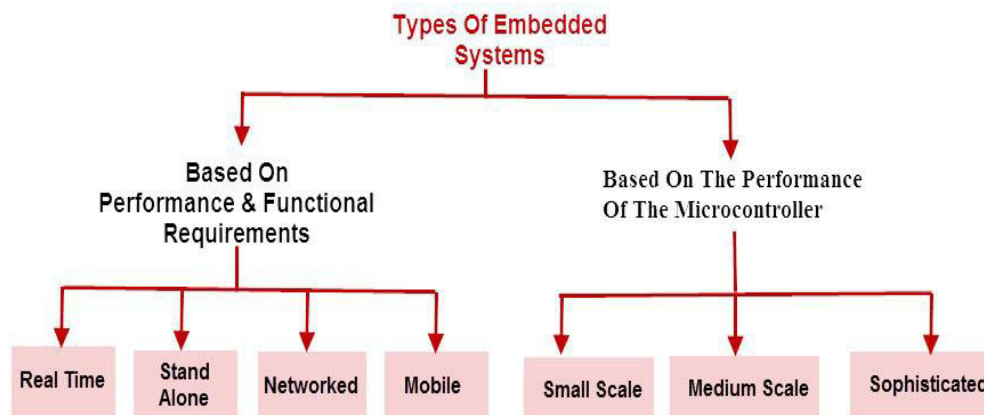 Types Of Embedded
Systems
Based On
Performance & Functional
Requirements
Based On The Performance
Of The Microcontroller
Real Time
Stand
Alone
Networked
Mobile
Small Scale
Medium Scale
Sophisticated